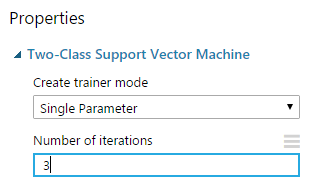 Properties
Two-Class Support Vector Machine
Create trainer mode
Single Parameter
Number of iterations
3